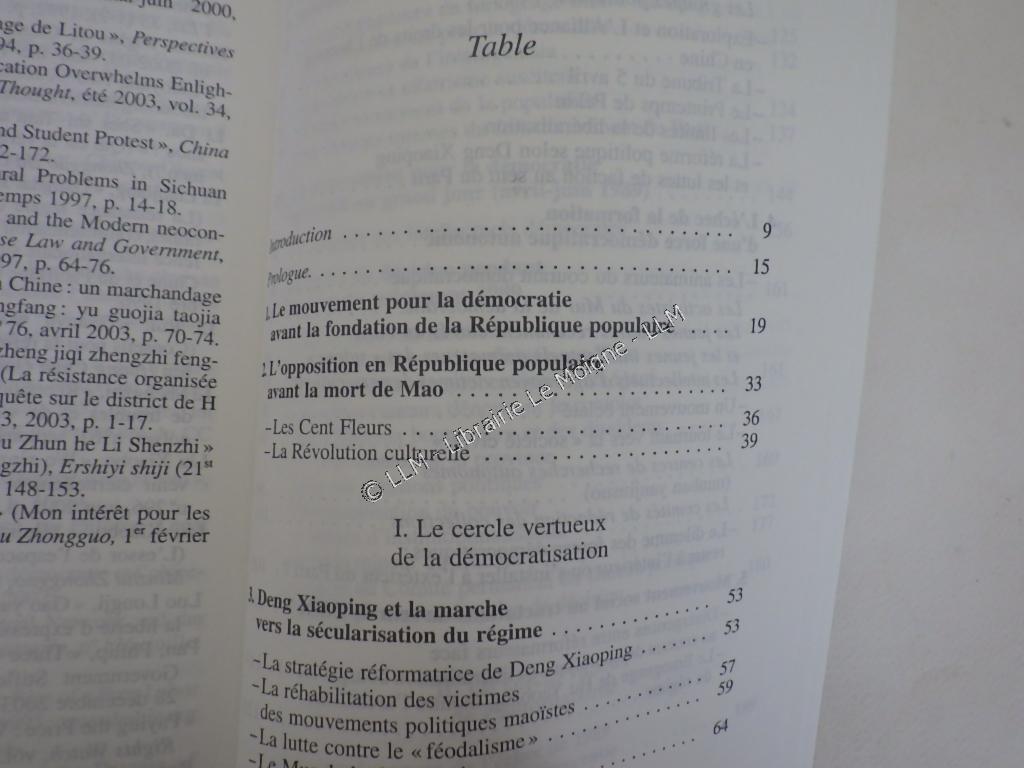 juin 2000,
ge de Litou», Perspectives
94, p. 36-39.
cation Overwhelms Enligh-
Thought, été 2003, vol. 34,
nd Student Protest», China
2-172.
ral Problems in Sichuan
emps 1997, p. 14-18.
and the Modern neocon-
se Law and Government,
97, p. 64-76.
Chine: un marchandage
ngfang: yu guojia taojia
° 76, avril 2003, p. 70-74.
zheng jiqi zhengzhi feng-
(La résistance organisée
quête sur le district de H
3, 2003, p. 1-17.
u Zhun he Li Shenzhi»
ngzhi), Ershiyi shiji (21st
148-153.
» (Mon intérêt pour les
u Zhongguo, 1er février
Table
Introduction . . . . . 9
Prologue. . . . . . 15
1. Le mouvement pour la démocratie
avant la fondation de la République populaire . . . . 19
2. L'opposition en République populaire
avant la mort de Mao . . . . . 33
–Les Cent Fleurs . . . . . 36
–La Révolution culturelle . . . . . 39
I. Le cercle vertueux
de la démocratisation
3. Deng Xiaoping et la marche
vers la sécularisation du régime . . . . . 53
–La stratégie réformatrice de Deng Xiaoping . . . . 53
–La réhabilitation des victimes
des mouvements politiques maoïstes . . . . . 57
–La lutte contre le «féodalisme» . . . . . 59
–Le . . . . . 64
© LLM - Librairie Le Moigne - LLM